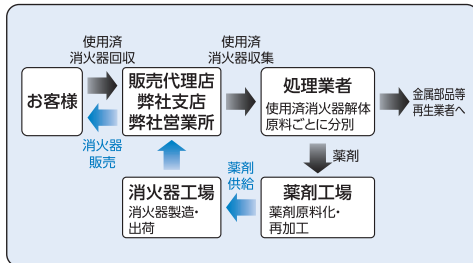 使用済
消火器回収
使用済
消火器収集
お客様
販売代理店
弊社支店
弊社営業所
処理業者
使用済消火器解体
原料ごとに分別
金属部品等
再生業者へ
消火器
販売
薬剤
薬剤
供給
消火器工場
消火器製造・
出荷
薬剤工場
薬剤原料化・
再加工